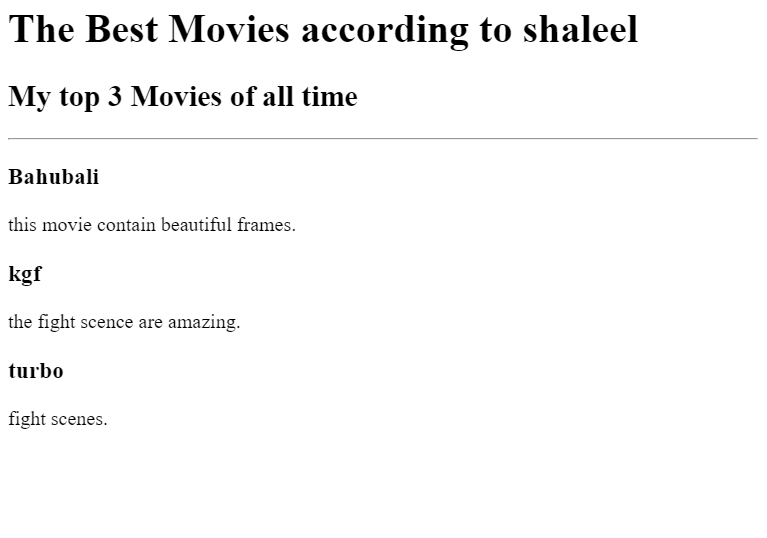 The Best Movies according to shaleel
My top 3 Movies of all time
Bahubali
this movie contain beautiful frames.
kgf
the fight scence are amazing.
turbo
fight scenes.